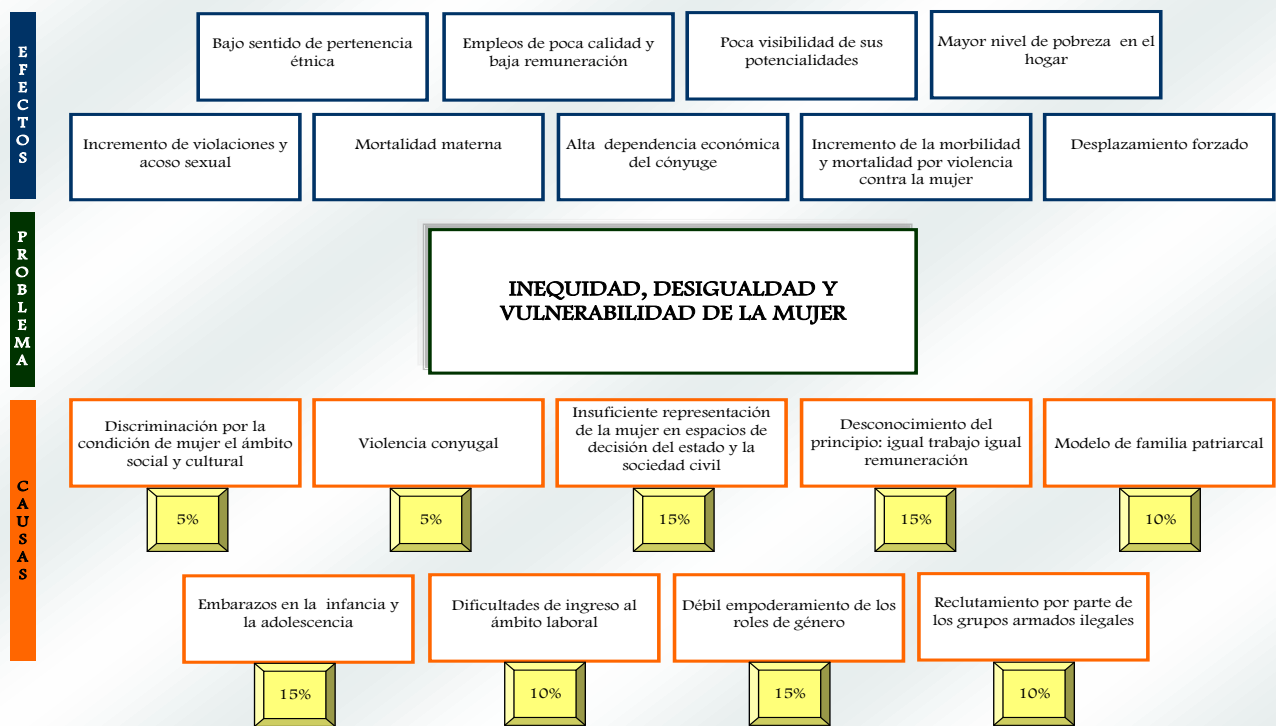 EFECTOS
Bajo sentido de pertenencia
étnica
Empleos de poca calidad y
baja remuneración
Poca visibilidad de sus
potencialidades
Mayor nivel de pobreza en el
hogar
Incremento de violaciones y
acoso sexual
Mortalidad materna
Alta dependencia económica
del cónyuge
Incremento de la morbilidad
y mortalidad por violencia
contra la mujer
Desplazamiento forzado
PROBLEMA
INEQUIDAD, DESIGUALDAD Y
VULNERABILIDAD DE LA MUJER
CAUSAS
Discriminación por la
condición de mujer el ámbito
social y cultural
5%
Violencia conyugal
5%
Insuficiente representación
de la mujer en espacios de
decisión del estado y la
sociedad civil
15%
Desconocimiento del
principio: igual trabajo igual
remuneración
15%
Modelo de familia patriarcal
10%
Embarazos en la infancia y
la adolescencia
15%
Dificultades de ingreso al
ámbito laboral
10%
Débil empoderamiento de los
roles de género
15%
Reclutamiento por parte de
los grupos armados ilegales
10%